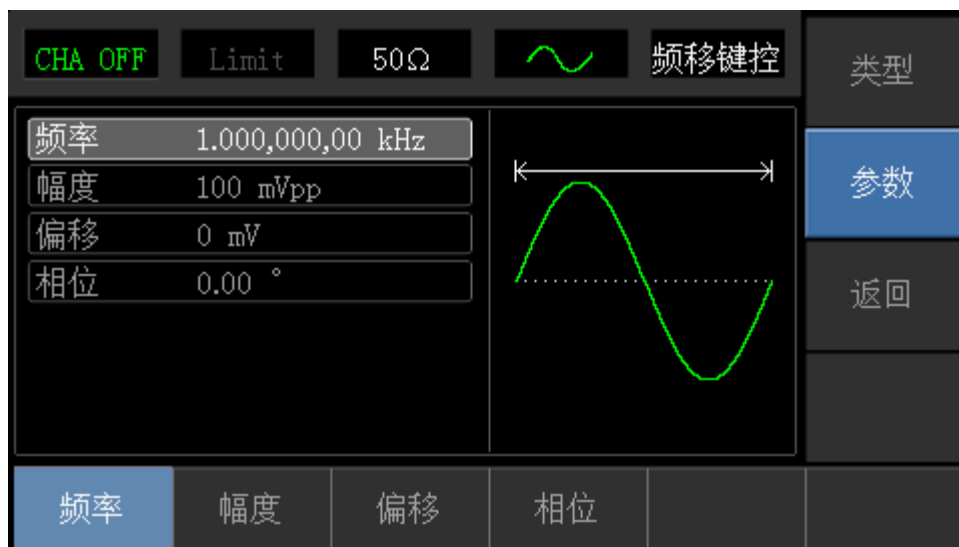 CHA OFF Limit 50Ω 频移键控 类型
频率 1.000,000,00 kHz
幅度 100 mVpp
偏移 0 mV
相位 0.00 °
参数
返回
频率 幅度 偏移 相位